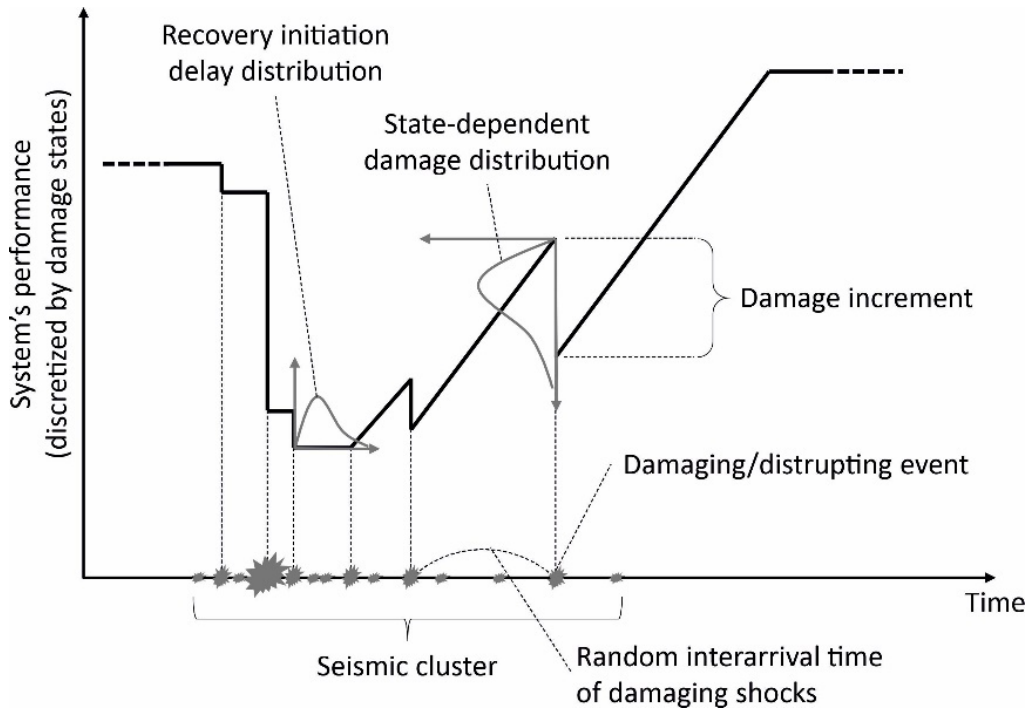 Recovery initiation
delay distribution
State-dependent
damage distribution
System's performance
(discretized by damage states)
Damage increment
Damaging/distrupting event
Time
Seismic cluster
Random interarrival time
of damaging shocks